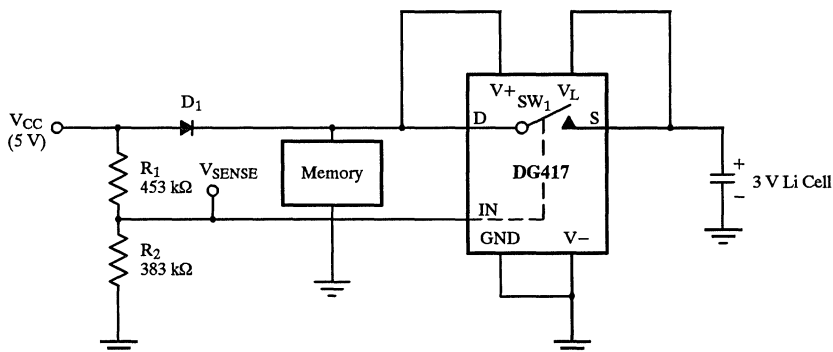 V+
SW1
VL
VCC
(5 V)
D1
D
S
R1
453 kΩ
VSENSE
Memory
DG417
+
3 V Li Cell
−
IN
R2
383 kΩ
GND
V−